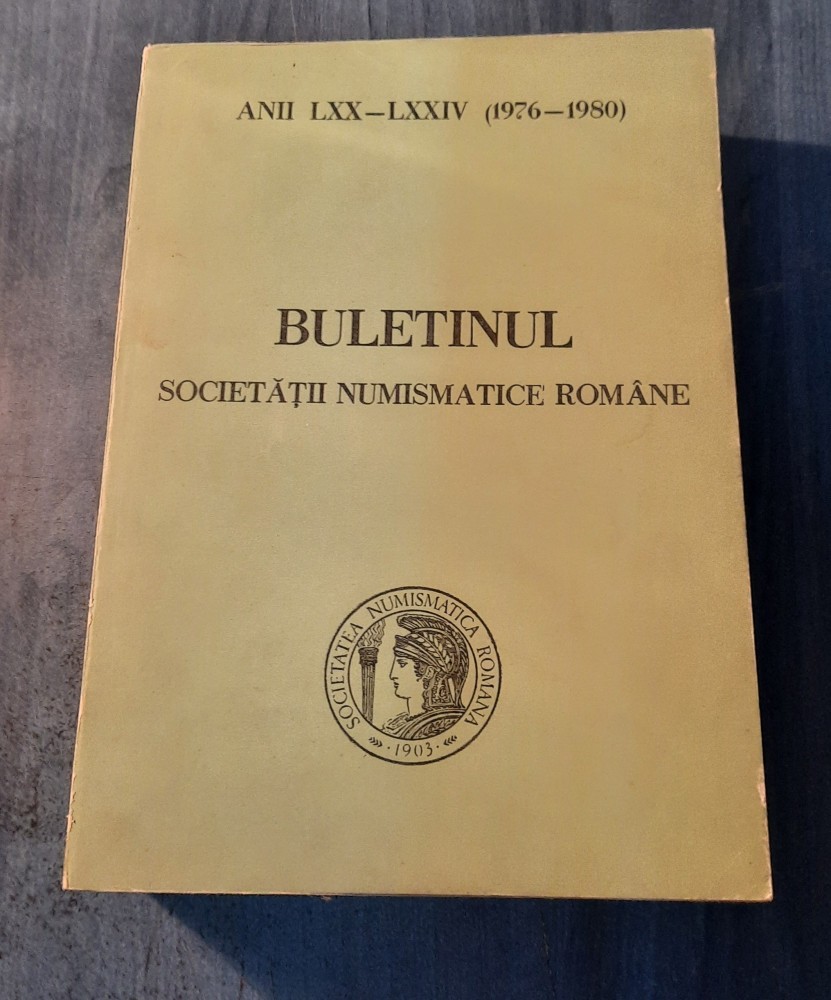 ANII LXX—LXXIV (1976—1980)
BULETINUL
SOCIETĂȚII NUMISMATICE ROMÂNE
SOCIETATEA NUMISMATICA ROMANA
· 1903 ·